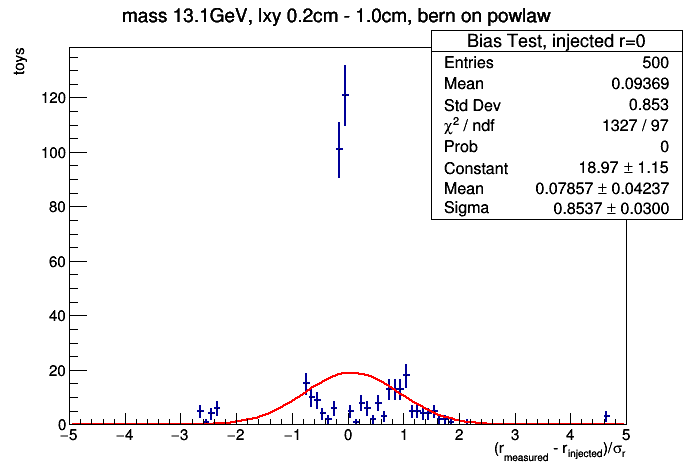 mass 13.1GeV, lxy 0.2cm - 1.0cm, bern on powlaw
Bias Test, injected r=0
Entries 500
Mean 0.09369
Std Dev 0.853
χ² / ndf 1327 / 97
Prob 0
Constant 18.97 ± 1.15
Mean 0.07857 ± 0.04237
Sigma 0.8537 ± 0.0300
toys
120
100
80
60
40
20
0
−5 −4 −3 −2 −1 0 1 2 3 4 5
(r_measured - r_injected)/σ_r